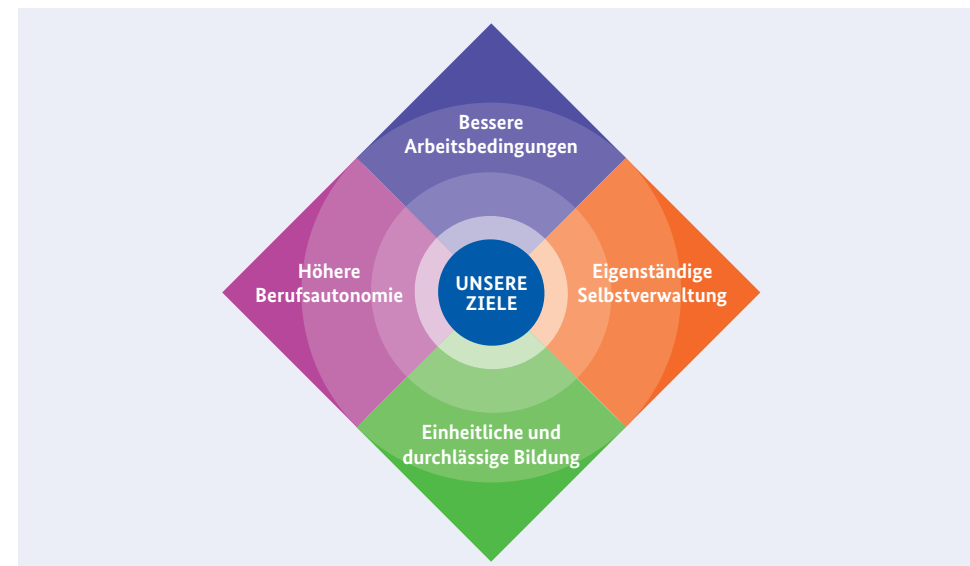 Bessere
Arbeitsbedingungen
Höhere
Berufsautonomie
UNSERE
ZIELE
Eigenständige
Selbstverwaltung
Einheitliche und
durchlässige Bildung